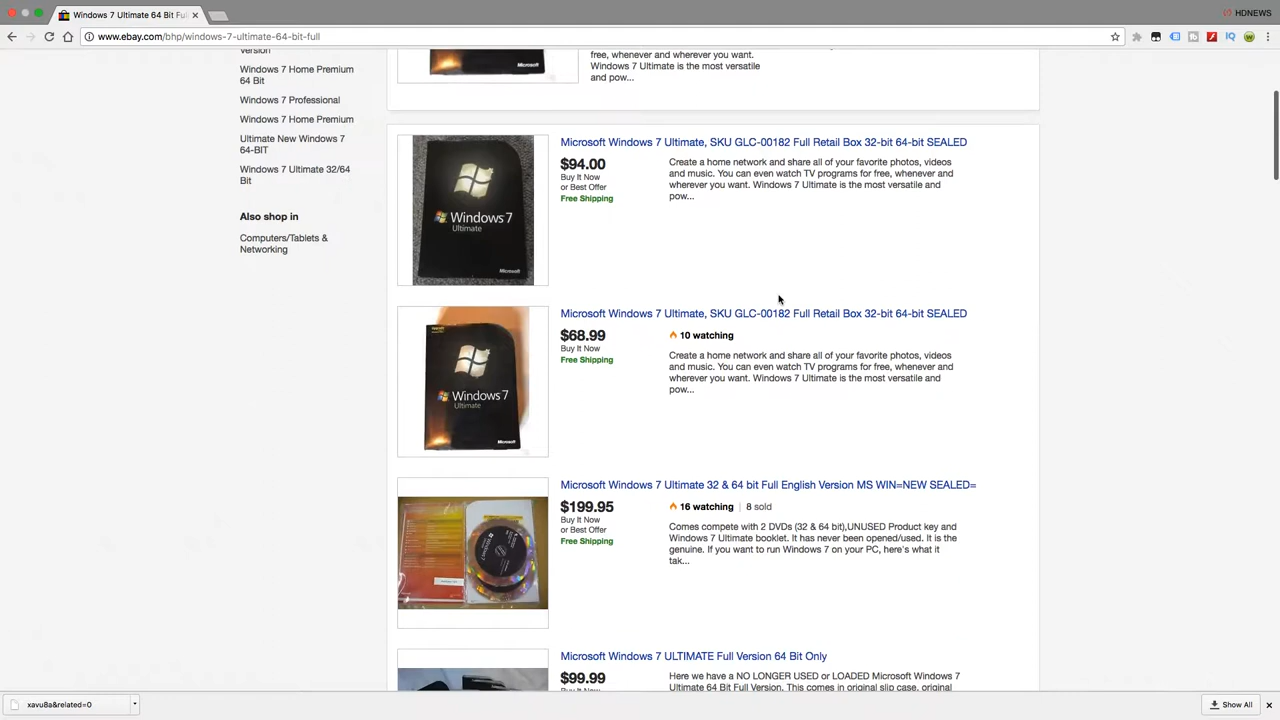 Windows 7 Ultimate 64 Bit Ful
HDNEWS
www.ebay.com/bhp/windows-7-ultimate-64-bit-full
Version
Windows 7 Home Premium
64 Bit
Windows 7 Professional
Windows 7 Home Premium
Ultimate New Windows 7
64-BIT
Windows 7 Ultimate 32/64
Bit
Also shop in
Computers/Tablets &
Networking
Microsoft
free, whenever and wherever you want.
Windows 7 Ultimate is the most versatile
and pow...
Windows 7
Ultimate
Microsoft
Microsoft Windows 7 Ultimate, SKU GLC-00182 Full Retail Box 32-bit 64-bit SEALED
$94.00
Buy It Now
or Best Offer
Free Shipping
Create a home network and share all of your favorite photos, videos
and music. You can even watch TV programs for free, whenever and
wherever you want. Windows 7 Ultimate is the most versatile and
pow...
Windows 7
Ultimate
Microsoft
Microsoft Windows 7 Ultimate, SKU GLC-00182 Full Retail Box 32-bit 64-bit SEALED
$68.99
Buy It Now
Free Shipping
10 watching
Create a home network and share all of your favorite photos, videos
and music. You can even watch TV programs for free, whenever and
wherever you want. Windows 7 Ultimate is the most versatile and
pow...
Microsoft Windows 7 Ultimate 32 & 64 bit Full English Version MS WIN=NEW SEALED=
$199.95
Buy It Now
or Best Offer
Free Shipping
16 watching | 8 sold
Comes compete with 2 DVDs (32 & 64 bit),UNUSED Product key and
Windows 7 Ultimate booklet. It has never been opened/used. It is the
genuine. If you want to run Windows 7 on your PC, here's what it
tak...
Microsoft Windows 7 ULTIMATE Full Version 64 Bit Only
$99.99
Buy It Now
Here we have a NO LONGER USED or LOADED Microsoft Windows 7
Ultimate 64 Bit Full Version. This comes in original slip case, original
xavu8a&related=0
Show All